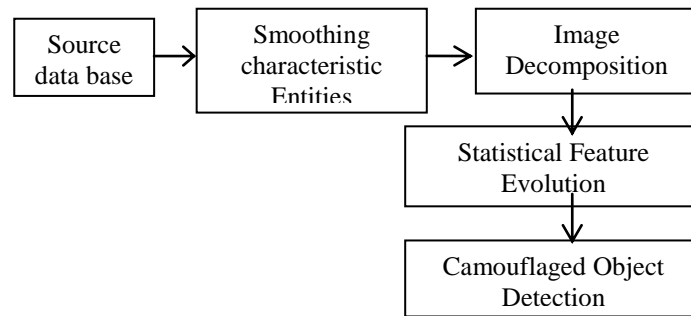 Source
data base
Smoothing
characteristic
Entities
Image
Decomposition
Statistical Feature
Evolution
Camouflaged Object
Detection